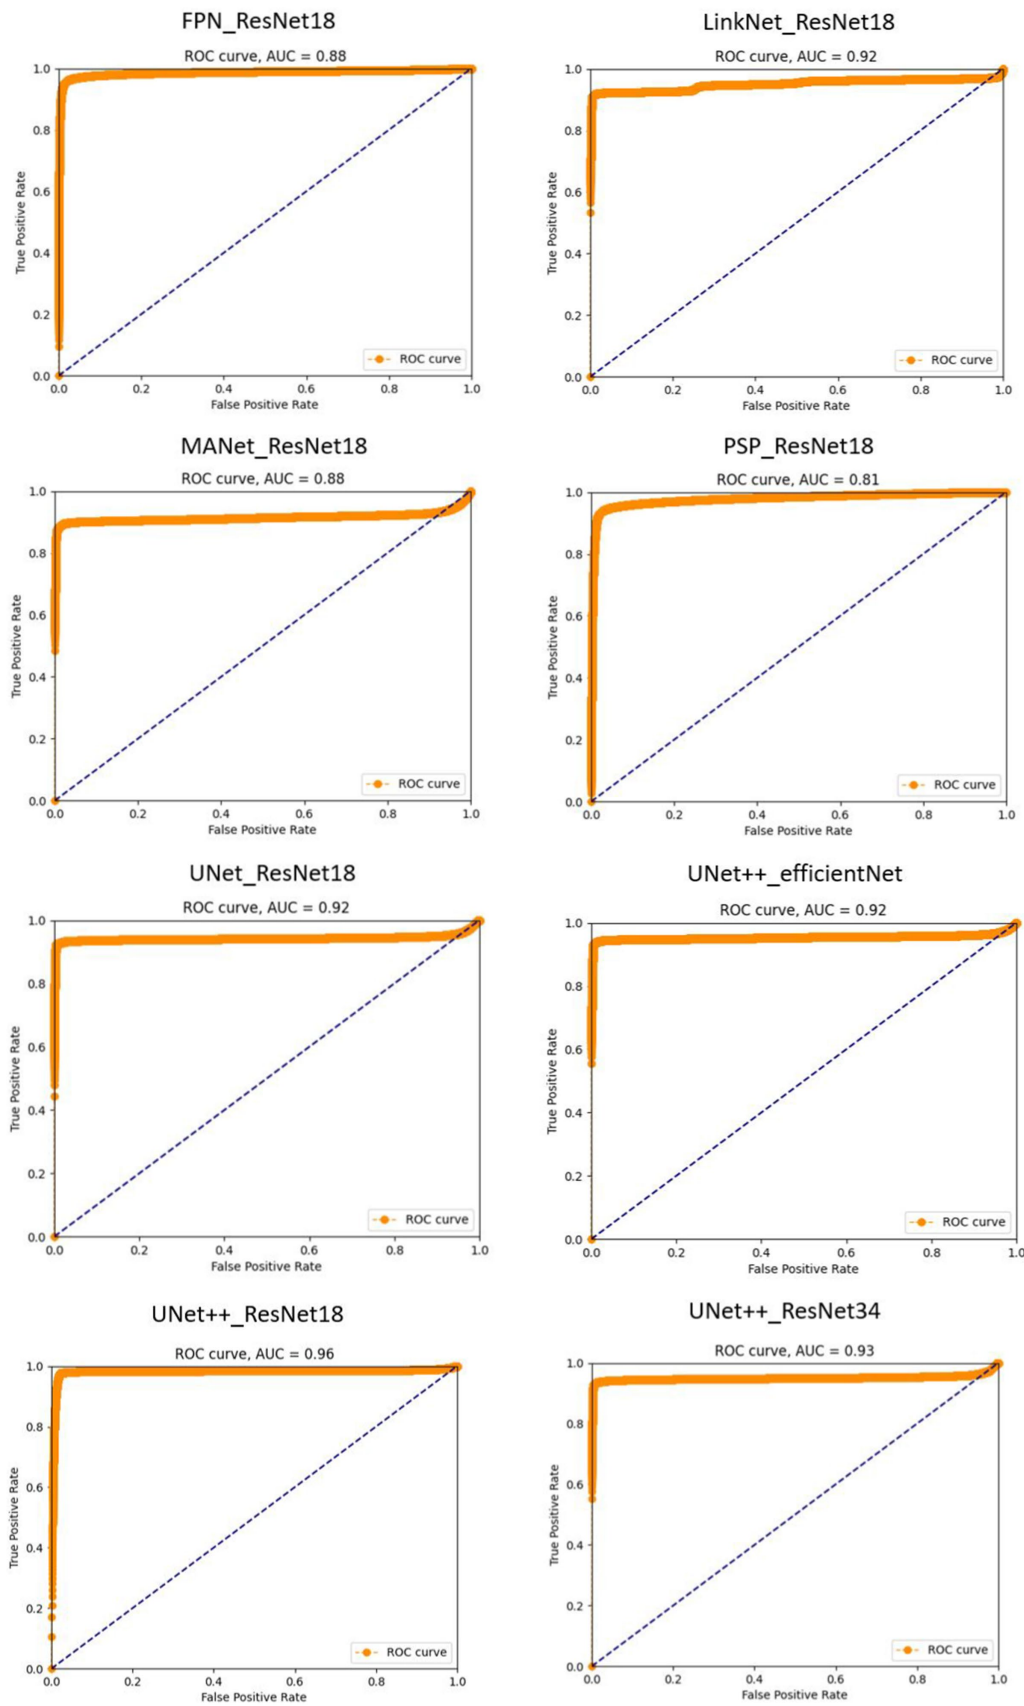 FPN_ResNet18
ROC curve, AUC = 0.88
1.0
0.8
0.6
0.4
0.2
0.0
True Positive Rate
ROC curve
0.0 0.2 0.4 0.6 0.8 1.0
False Positive Rate
LinkNet_ResNet18
ROC curve, AUC = 0.92
1.0
0.8
0.6
0.4
0.2
0.0
True Positive Rate
ROC curve
0.0 0.2 0.4 0.6 0.8 1.0
False Positive Rate
MANet_ResNet18
ROC curve, AUC = 0.88
1.0
0.8
0.6
0.4
0.2
0.0
True Positive Rate
ROC curve
0.0 0.2 0.4 0.6 0.8 1.0
False Positive Rate
PSP_ResNet18
ROC curve, AUC = 0.81
1.0
0.8
0.6
0.4
0.2
0.0
True Positive Rate
ROC curve
0.0 0.2 0.4 0.6 0.8 1.0
False Positive Rate
UNet_ResNet18
ROC curve, AUC = 0.92
1.0
0.8
0.6
0.4
0.2
0.0
True Positive Rate
ROC curve
0.0 0.2 0.4 0.6 0.8 1.0
False Positive Rate
UNet++_efficientNet
ROC curve, AUC = 0.92
1.0
0.8
0.6
0.4
0.2
0.0
True Positive Rate
ROC curve
0.0 0.2 0.4 0.6 0.8 1.0
False Positive Rate
UNet++_ResNet18
ROC curve, AUC = 0.96
1.0
0.8
0.6
0.4
0.2
0.0
True Positive Rate
ROC curve
0.0 0.2 0.4 0.6 0.8 1.0
False Positive Rate
UNet++_ResNet34
ROC curve, AUC = 0.93
1.0
0.8
0.6
0.4
0.2
0.0
True Positive Rate
ROC curve
0.0 0.2 0.4 0.6 0.8 1.0
False Positive Rate